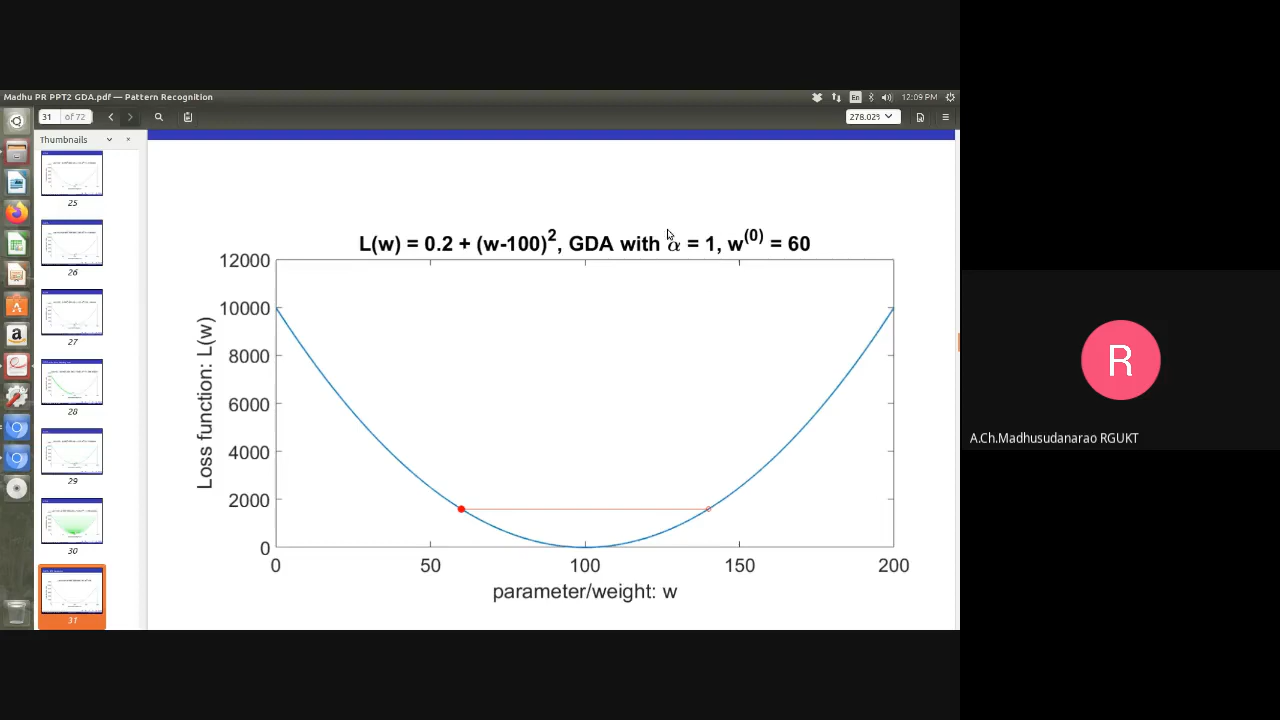 Madhu PR PPT2 GDA.pdf — Pattern Recognition
En
12:09 PM
31 of 72
278.02%
Thumbnails
25
26
27
28
29
30
31
L(w) = 0.2 + (w-100)², GDA with α = 1, w⁽⁰⁾ = 60
12000
10000
8000
6000
4000
2000
0
Loss function: L(w)
0 50 100 150 200
parameter/weight: w
R
A.Ch.Madhusudanarao RGUKT